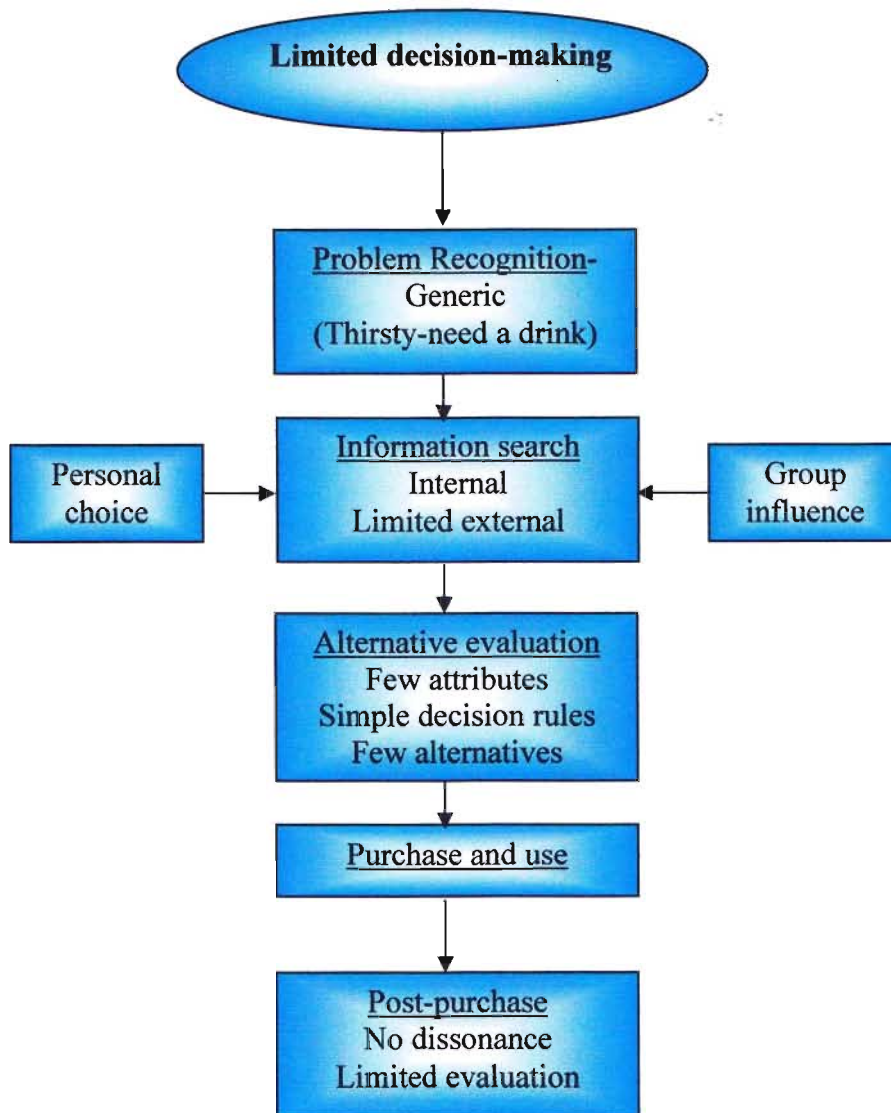 Limited decision-making
Problem Recognition-
Generic
(Thirsty-need a drink)
Personal
choice
Information search
Internal
Limited external
Group
influence
Alternative evaluation
Few attributes
Simple decision rules
Few alternatives
Purchase and use
Post-purchase
No dissonance
Limited evaluation